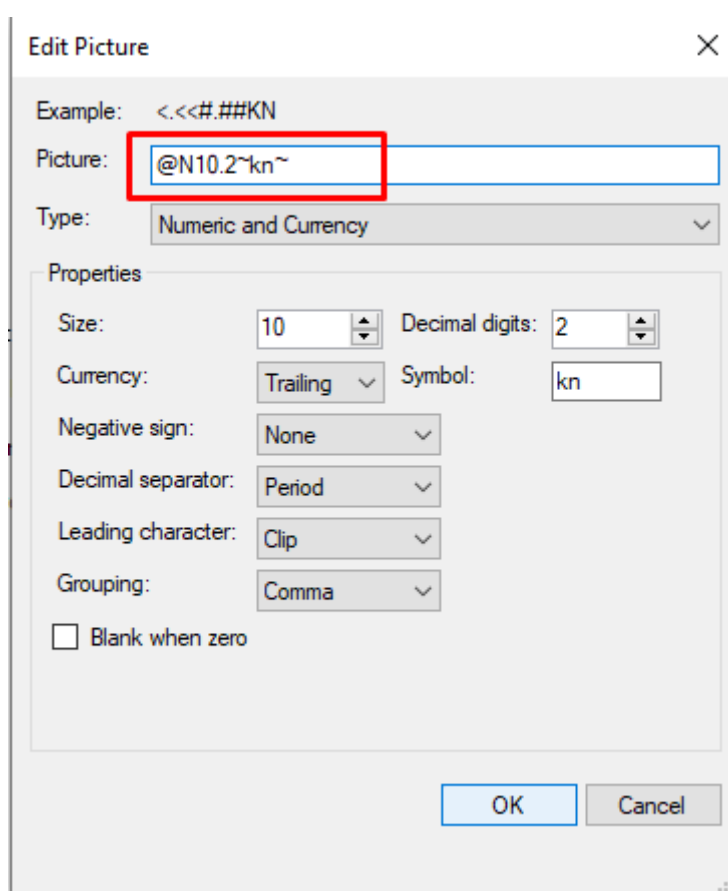 Edit Picture
Example: <.<<#.##KN
Picture: @N10.2~kn~
Type: Numeric and Currency
Properties
Size: 10 Decimal digits: 2
Currency: Trailing Symbol: kn
Negative sign: None
Decimal separator: Period
Leading character: Clip
Grouping: Comma
Blank when zero
OK Cancel